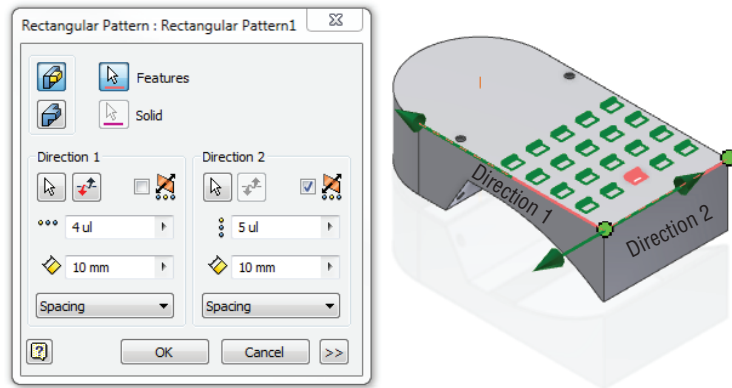 Rectangular Pattern : Rectangular Pattern1
Features
Solid
Direction 1
Direction 2
4 ul
5 ul
10 mm
10 mm
Spacing
Spacing
?
OK
Cancel
>>
Direction 1
Direction 2